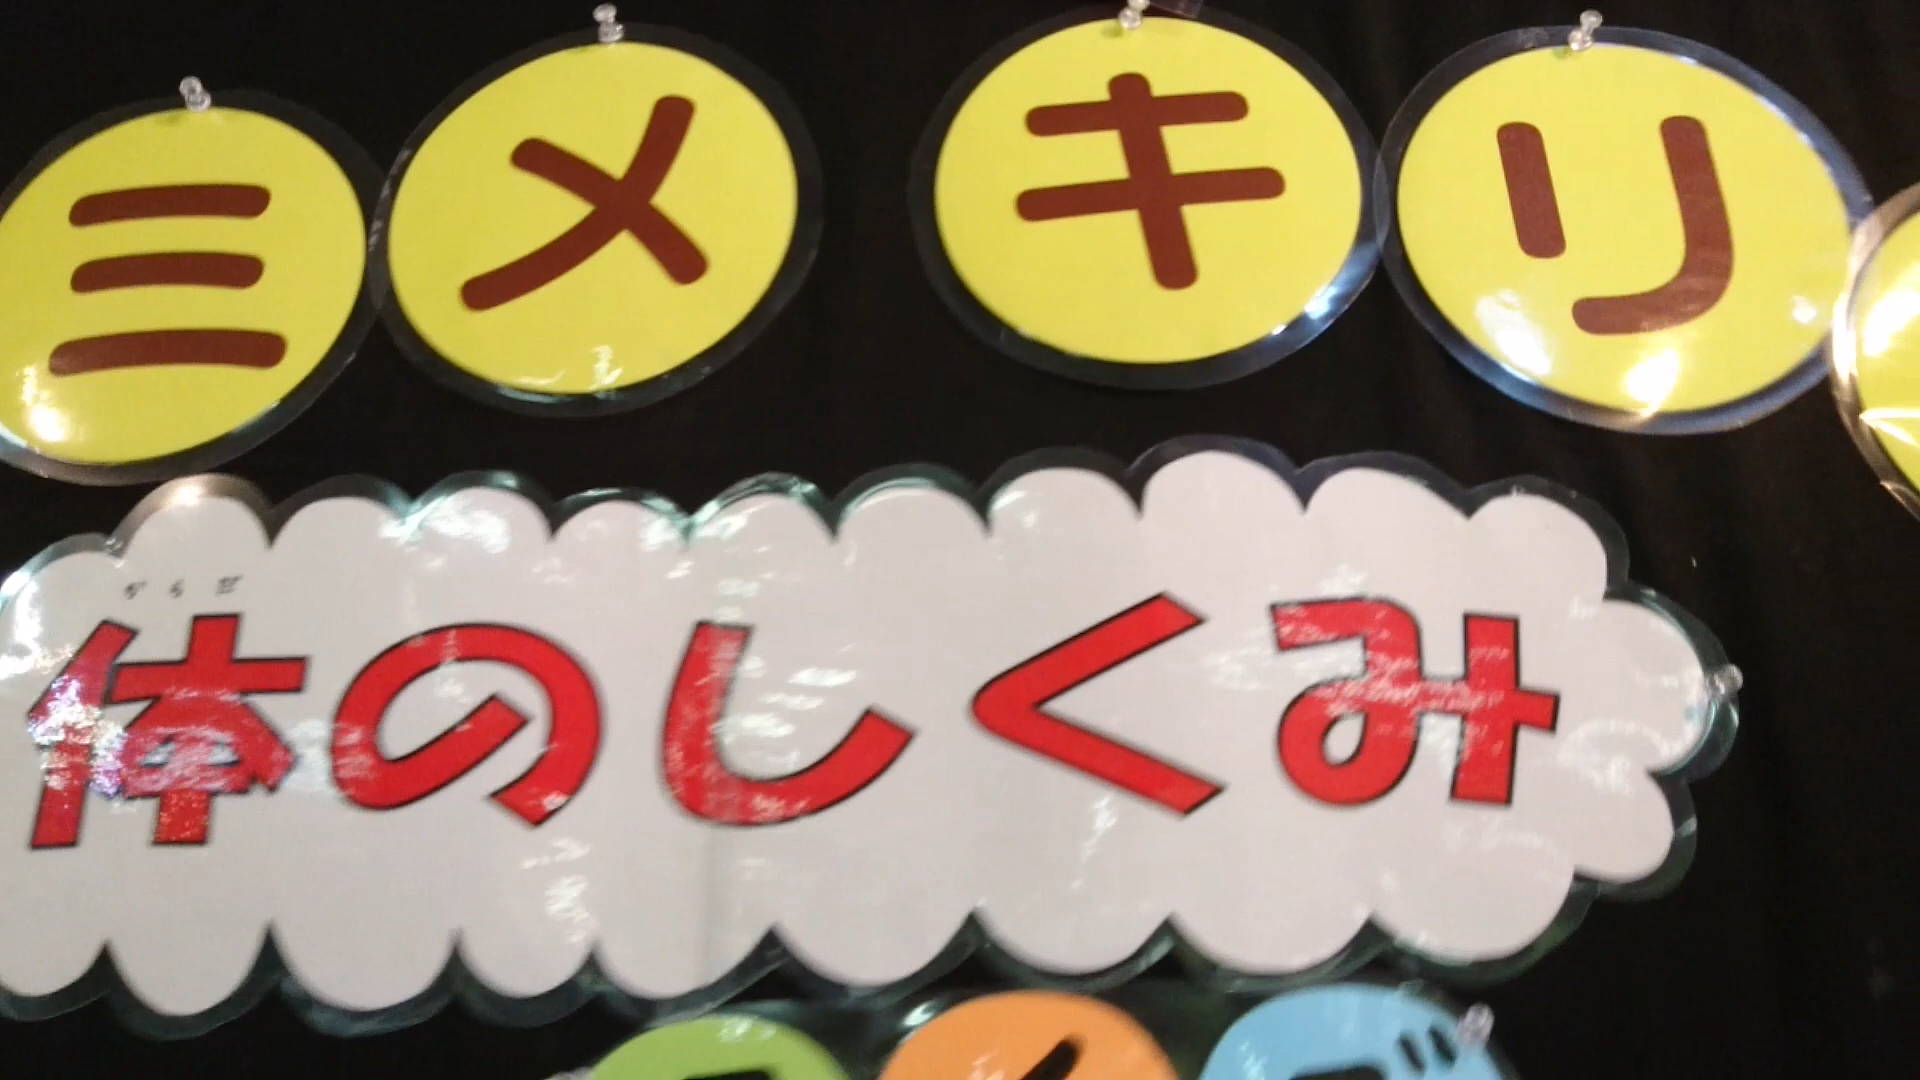 ミメ キリ
からだ
体のしくみ